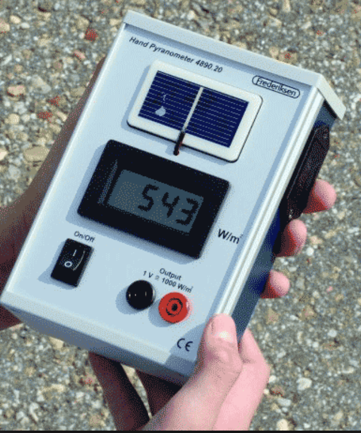 Hand Pyranometer 4890.20
Frederiksen
543
W/m²
On/Off
I
O
Output
1 V ≙ 1000 W/m²
CE